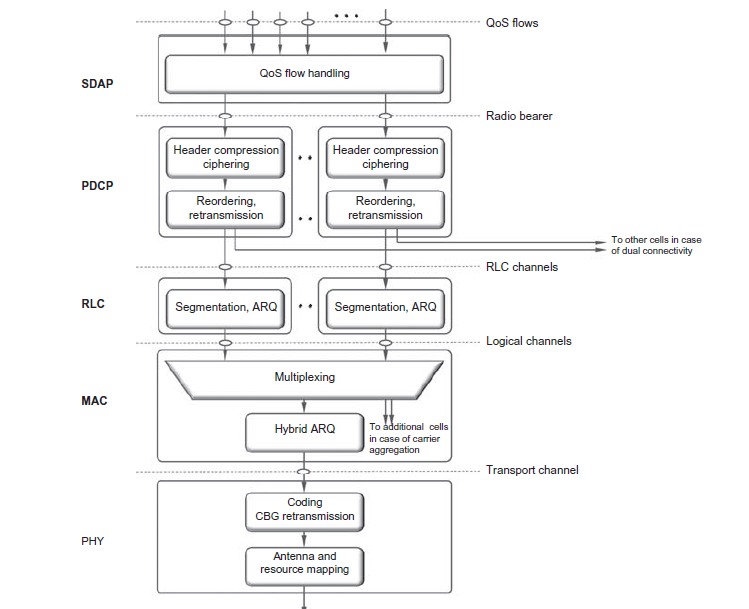 QoS flows
QoS flow handling
SDAP
Radio bearer
Header compression
ciphering
Header compression
ciphering
PDCP
Reordering,
retransmission
Reordering,
retransmission
To other cells in case
of dual connectivity
RLC channels
RLC
Segmentation, ARQ
Segmentation, ARQ
Logical channels
Multiplexing
MAC
Hybrid ARQ
To additional cells
in case of carrier
aggregation
Transport channel
Coding
CBG retransmission
PHY
Antenna and
resource mapping